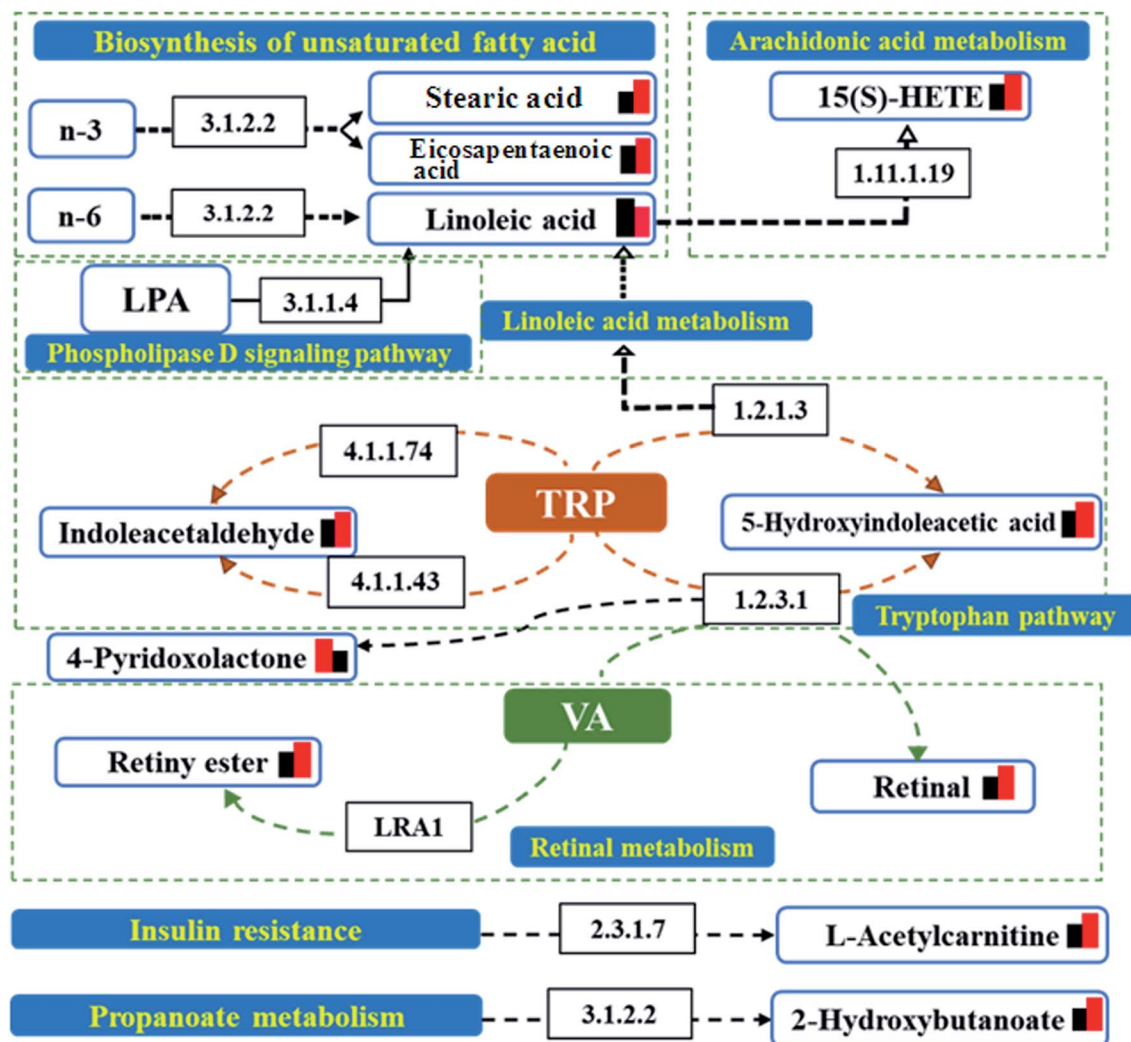 Biosynthesis of unsaturated fatty acid
Arachidonic acid metabolism
n-3
3.1.2.2
Stearic acid
15(S)-HETE
Eicosapentaenoic
acid
1.11.1.19
n-6
3.1.2.2
Linoleic acid
LPA
3.1.1.4
Linoleic acid metabolism
Phospholipase D signaling pathway
1.2.1.3
4.1.1.74
TRP
Indoleacetaldehyde
5-Hydroxyindoleacetic acid
4.1.1.43
1.2.3.1
Tryptophan pathway
4-Pyridoxolactone
VA
Retiny ester
Retinal
LRA1
Retinal metabolism
Insulin resistance
2.3.1.7
L-Acetylcarnitine
Propanoate metabolism
3.1.2.2
2-Hydroxybutanoate